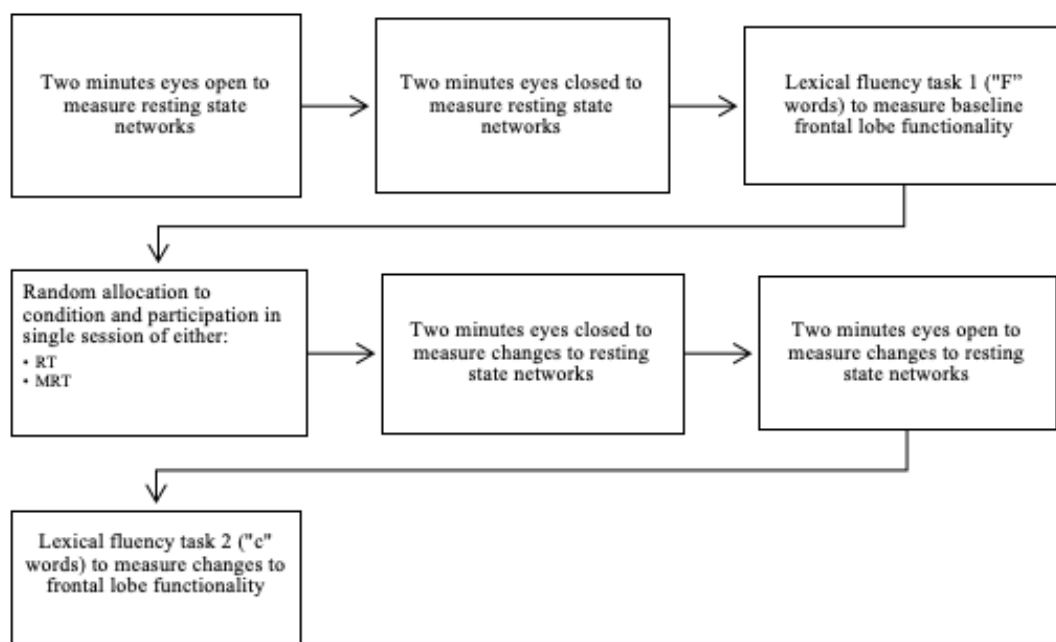 Two minutes eyes open to
measure resting state
networks
Two minutes eyes closed to
measure resting state
networks
Lexical fluency task 1 ("F”
words) to measure baseline
frontal lobe functionality
Random allocation to
condition and participation in
single session of either:
• RT
• MRT
Two minutes eyes closed to
measure changes to resting
state networks
Two minutes eyes open to
measure changes to resting
state networks
Lexical fluency task 2 ("c"
words) to measure changes to
frontal lobe functionality